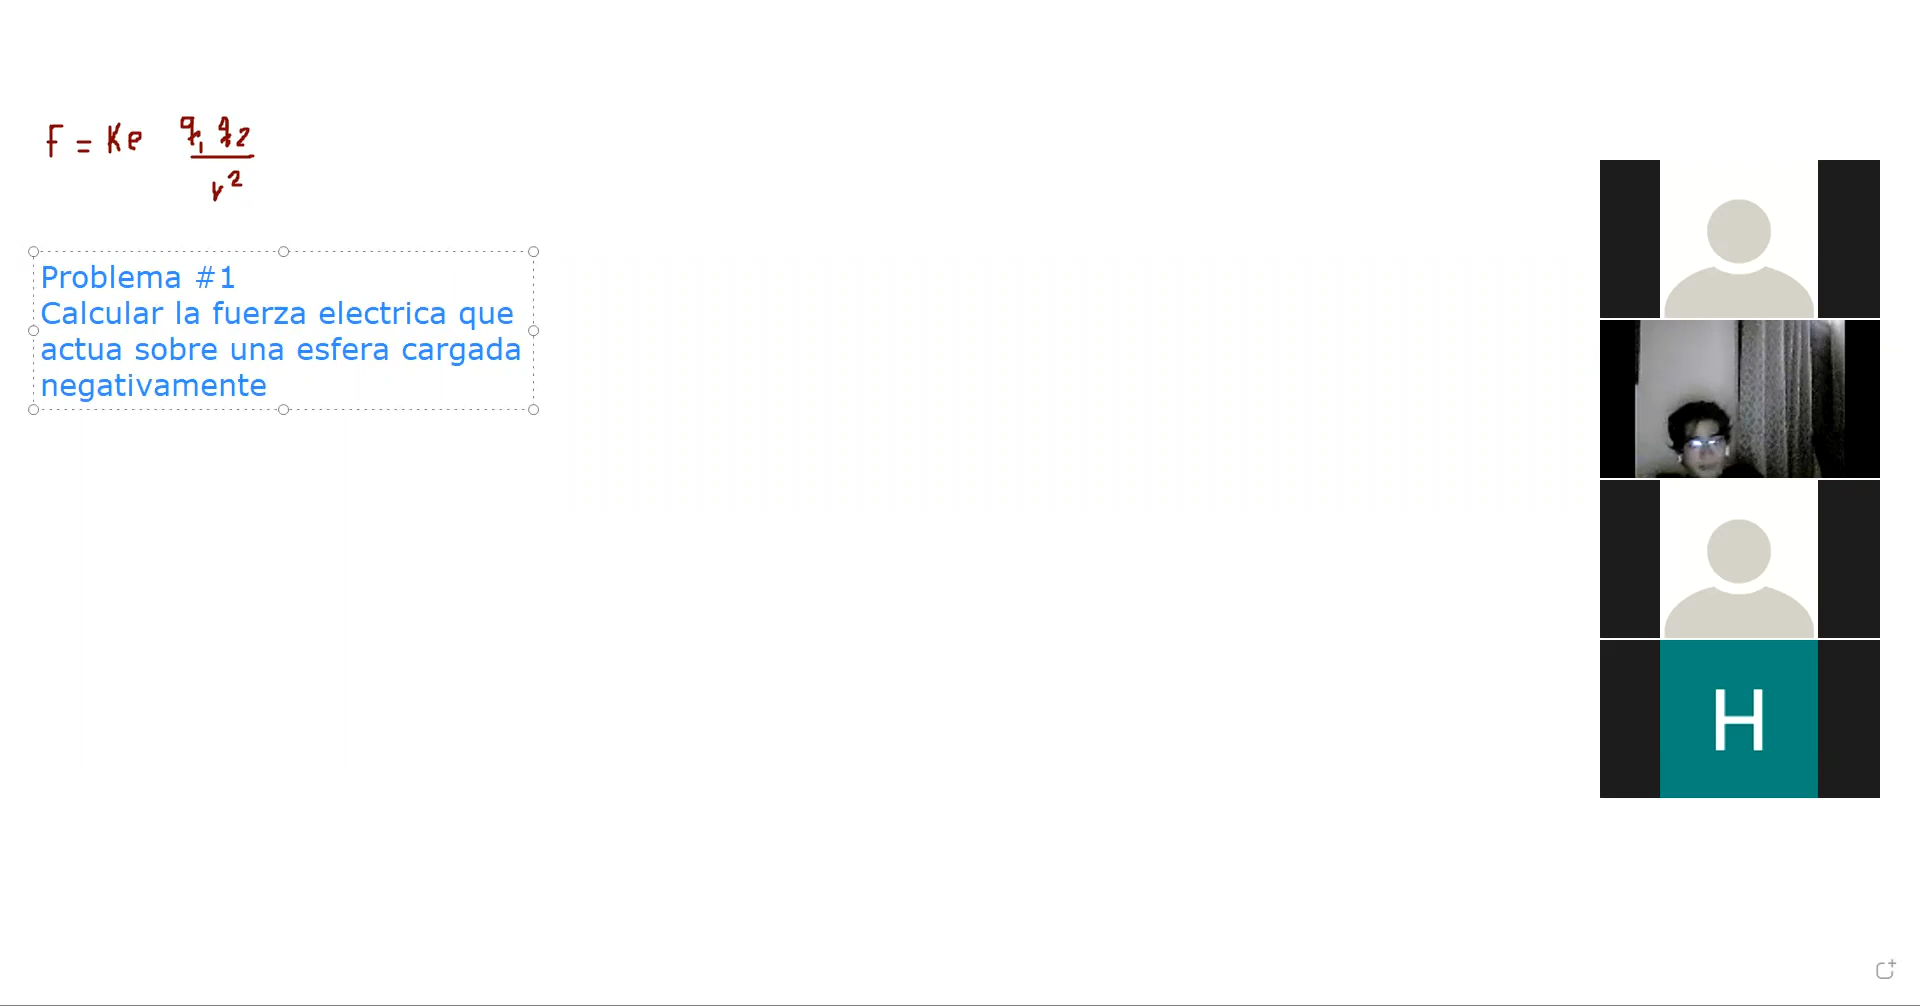 F = Ke q₁ q₂
r²
Problema #1
Calcular la fuerza electrica que
actua sobre una esfera cargada
negativamente
H